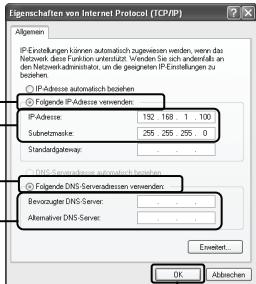 Eigenschaften von Internet Protocol (TCP/IP)
Allgemein
IP-Einstellungen können automatisch zugewiesen werden, wenn das
Netzwerk diese Funktion unterstützt. Wenden Sie sich andernfalls an
den Netzwerkadministrator, um die geeigneten IP-Einstellungen zu
beziehen.
IP-Adresse automatisch beziehen
Folgende IP-Adresse verwenden:
IP-Adresse: 192 . 168 . 1 . 100
Subnetzmaske: 255 . 255 . 255 . 0
Standardgateway:
DNS-Serveradresse automatisch beziehen
Folgende DNS-Serveradressen verwenden:
Bevorzugter DNS-Server:
Alternativer DNS-Server:
Erweitert...
OK Abbrechen